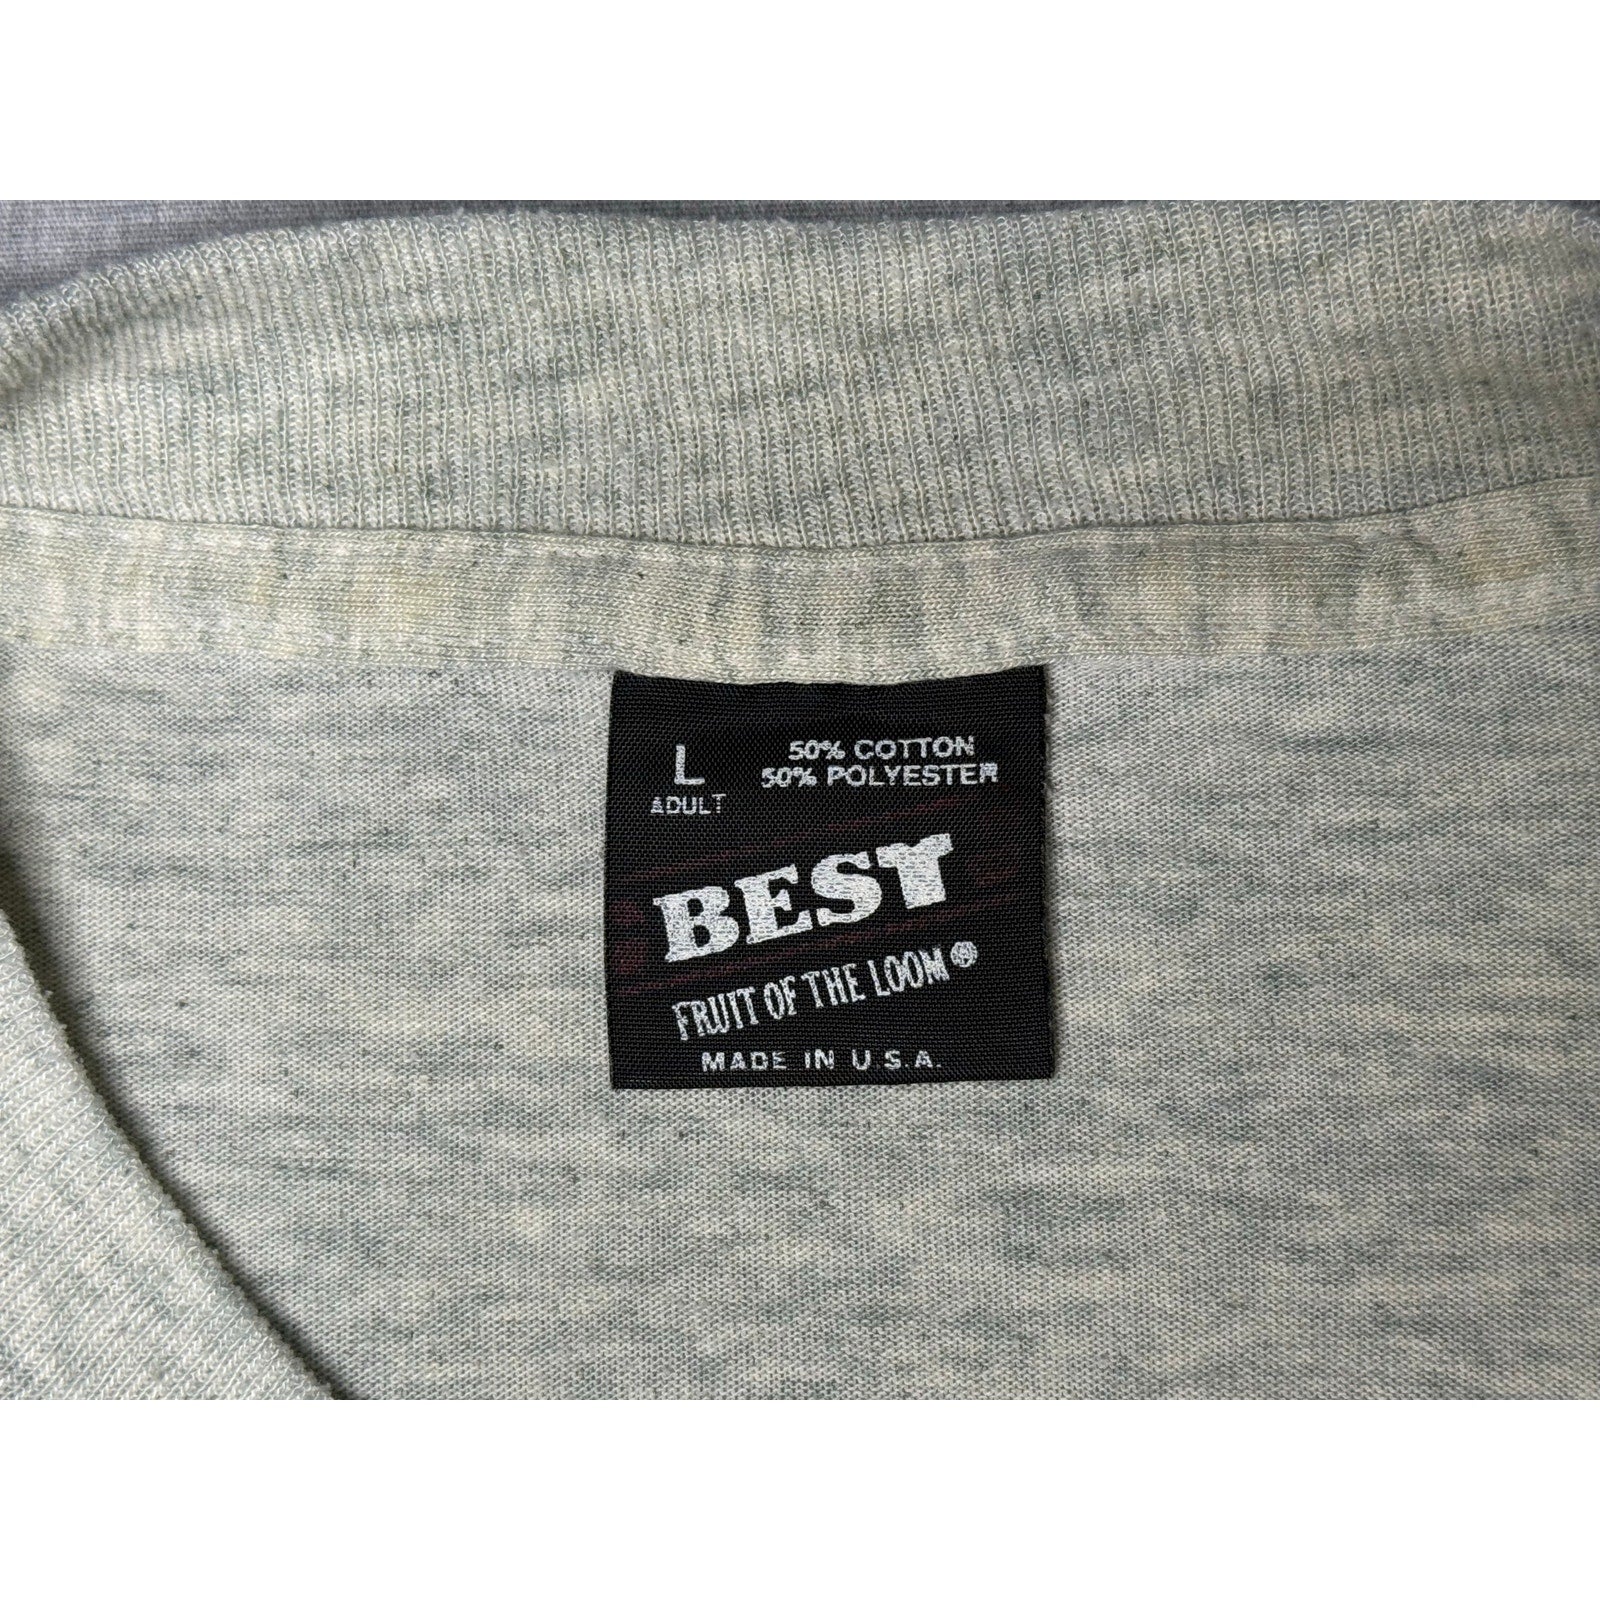 L
ADULT
50% COTTON
50% POLYESTER
BEST
FRUIT OF THE LOOM®
MADE IN U.S.A.